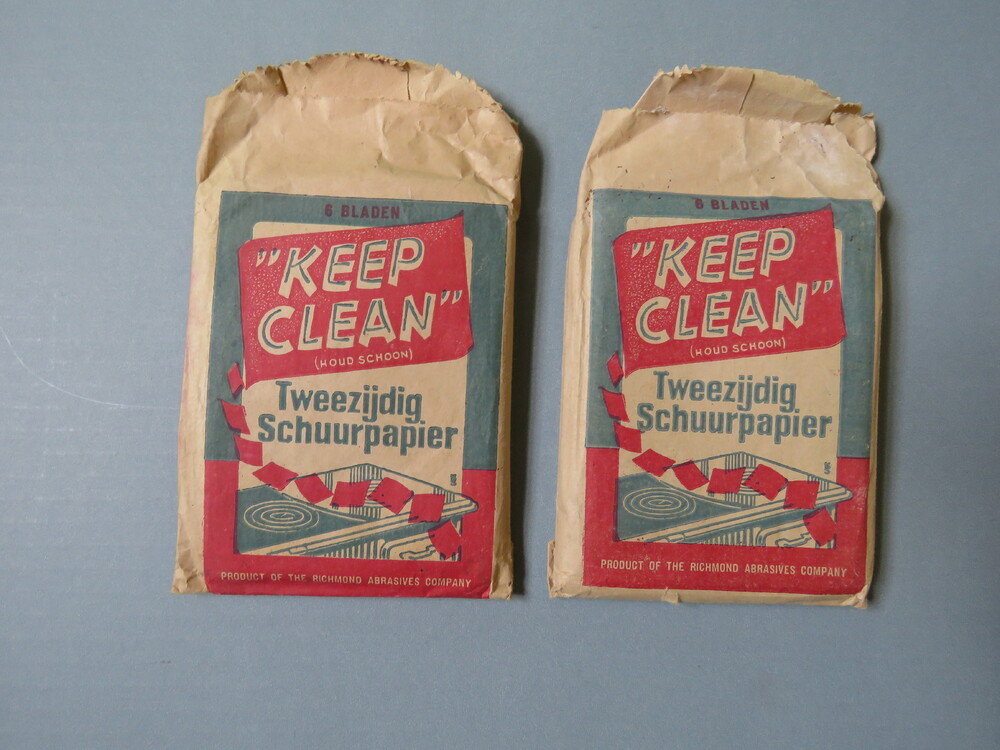 6 BLADEN
"KEEP
CLEAN"
(HOUD SCHOON)
Tweezijdig
Schuurpapier
PRODUCT OF THE RICHMOND ABRASIVES COMPANY
6 BLADEN
"KEEP
CLEAN"
(HOUD SCHOON)
Tweezijdig
Schuurpapier
PRODUCT OF THE RICHMOND ABRASIVES COMPANY